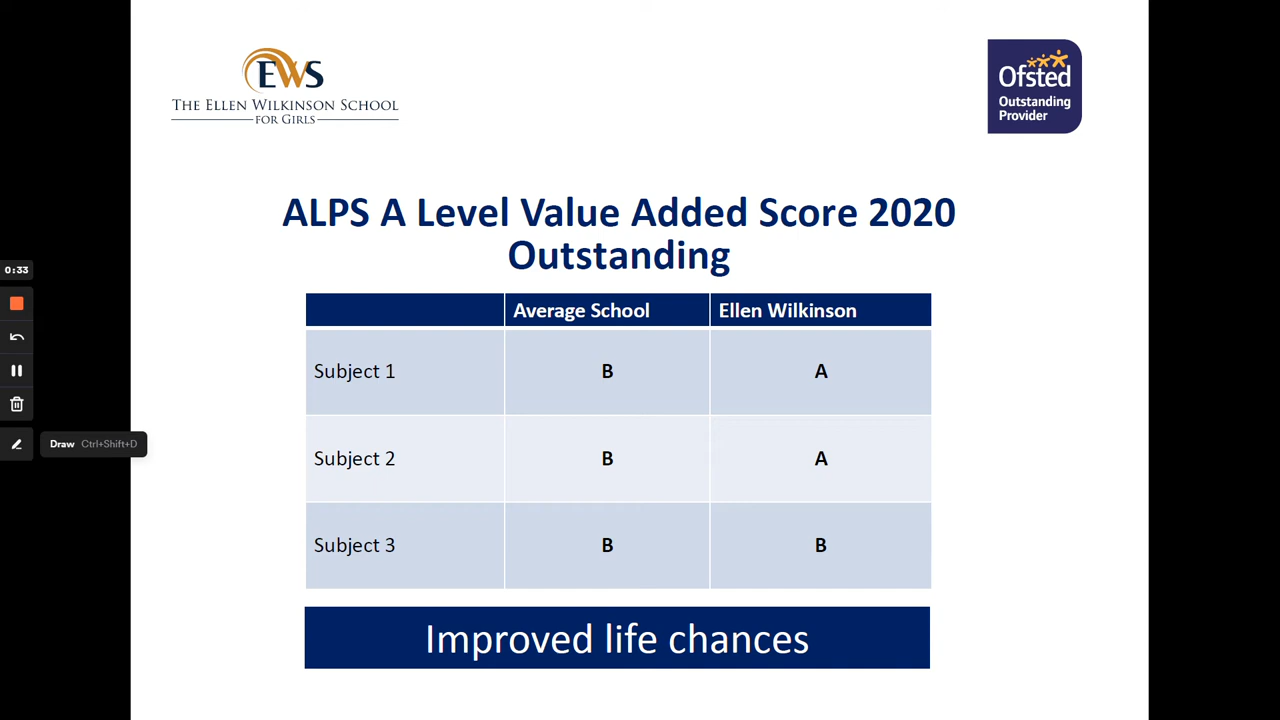 EWS
THE ELLEN WILKINSON SCHOOL
FOR GIRLS
Ofsted
Outstanding
Provider
ALPS A Level Value Added Score 2020
Outstanding
Average School Ellen Wilkinson
Subject 1 B A
Subject 2 B A
Subject 3 B B
Improved life chances
0:33
Draw Ctrl+Shift+D